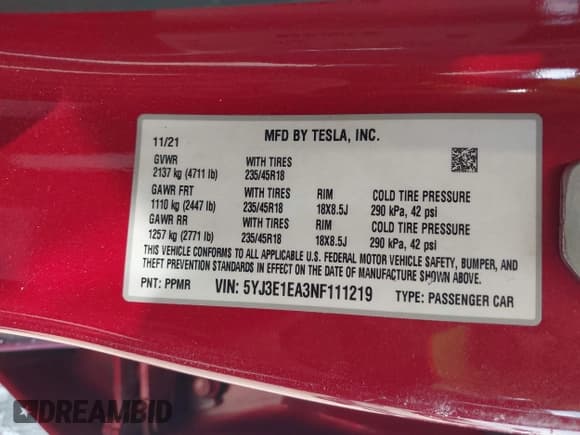 MFD BY TESLA, INC.
11/21
GVWR WITH TIRES
2137 kg (4711 lb) 235/45R18
GAWR FRT WITH TIRES RIM COLD TIRE PRESSURE
1110 kg (2447 lb) 235/45R18 18X8.5J 290 kPa, 42 psi
GAWR RR WITH TIRES RIM COLD TIRE PRESSURE
1257 kg (2771 lb) 235/45R18 18X8.5J 290 kPa, 42 psi
THIS VEHICLE CONFORMS TO ALL APPLICABLE U.S. FEDERAL MOTOR VEHICLE SAFETY, BUMPER, AND
THEFT PREVENTION STANDARDS IN EFFECT ON THE DATE OF MANUFACTURE SHOWN ABOVE.
PNT: PPMR VIN: 5YJ3E1EA3NF111219 TYPE: PASSENGER CAR
DREAMBID